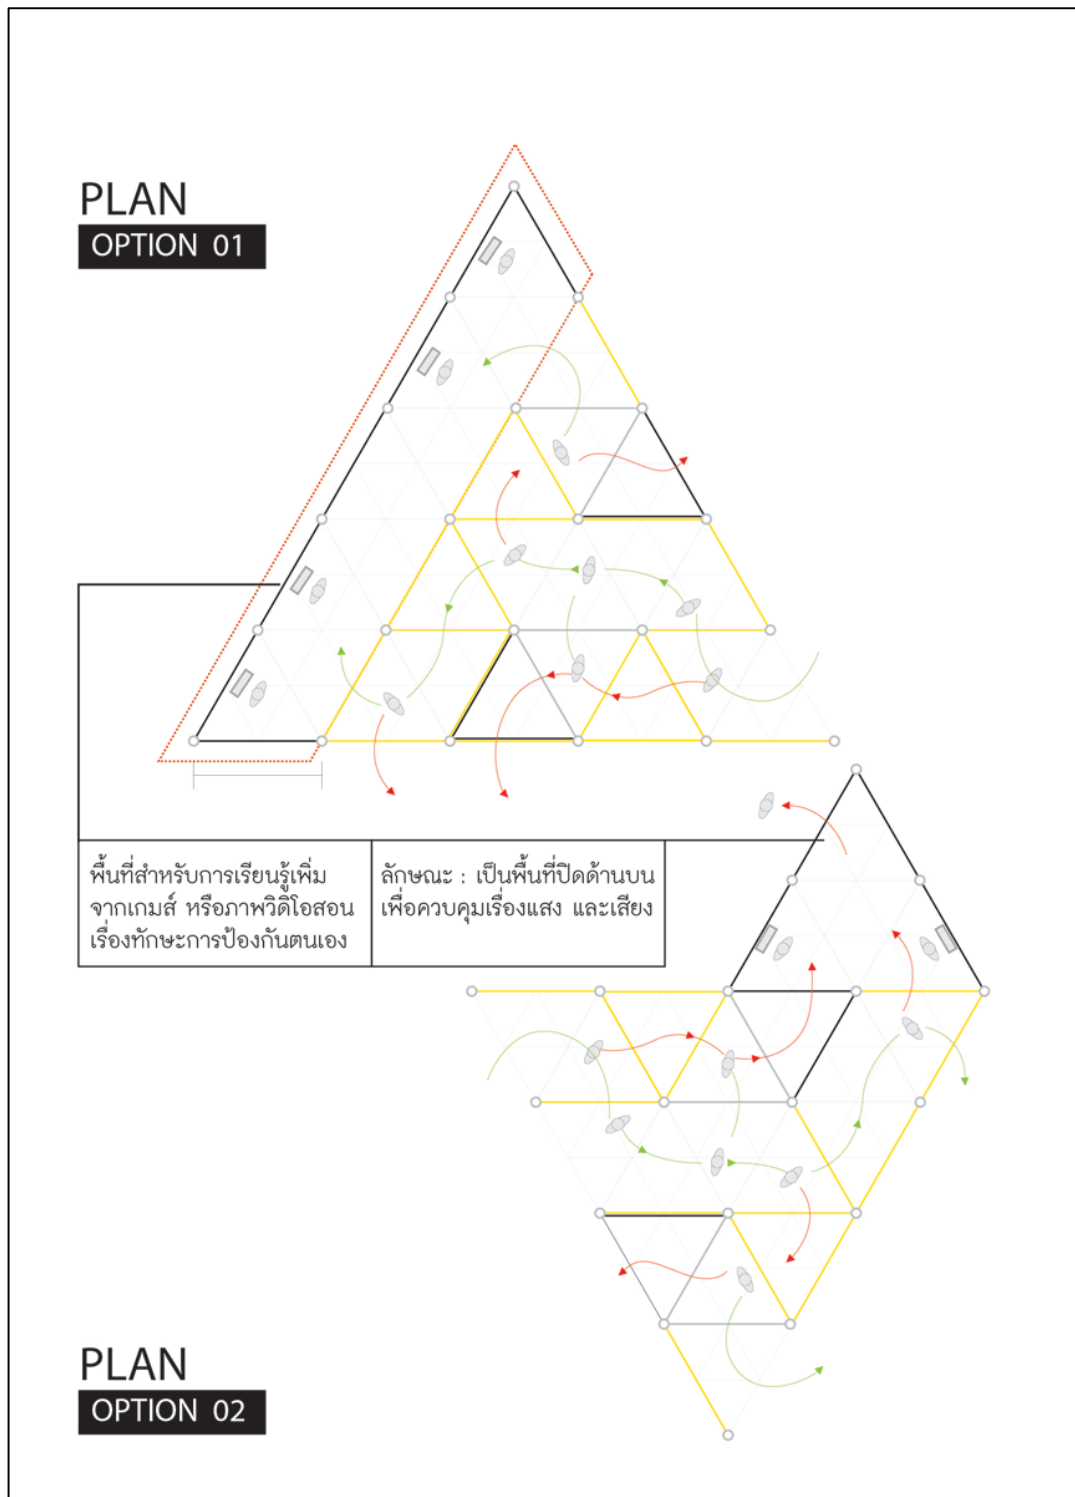 PLAN
OPTION 01
พื้นที่สำหรับการเรียนรู้เพิ่ม
จากเกมส์ หรือภาพวิดิโอสอน
เรื่องทักษะการป้องกันตนเอง
ลักษณะ : เป็นพื้นที่ปิดด้านบน
เพื่อควบคุมเรื่องแสง และเสียง
PLAN
OPTION 02